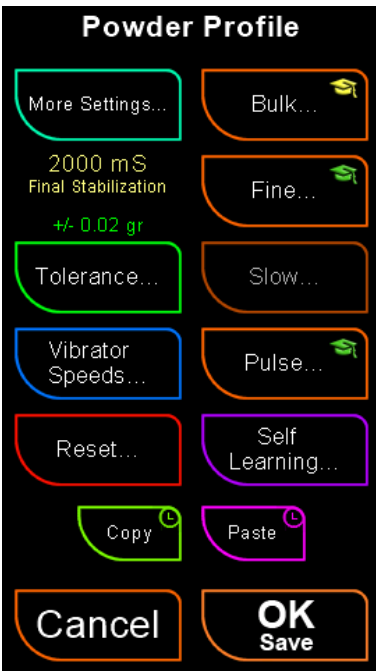 Powder Profile
More Settings...
Bulk...
2000 mS
Final Stabilization
Fine...
+/- 0.02 gr
Tolerance...
Slow...
Vibrator
Speeds...
Pulse...
Reset...
Self
Learning...
Copy
Paste
Cancel
OK
Save